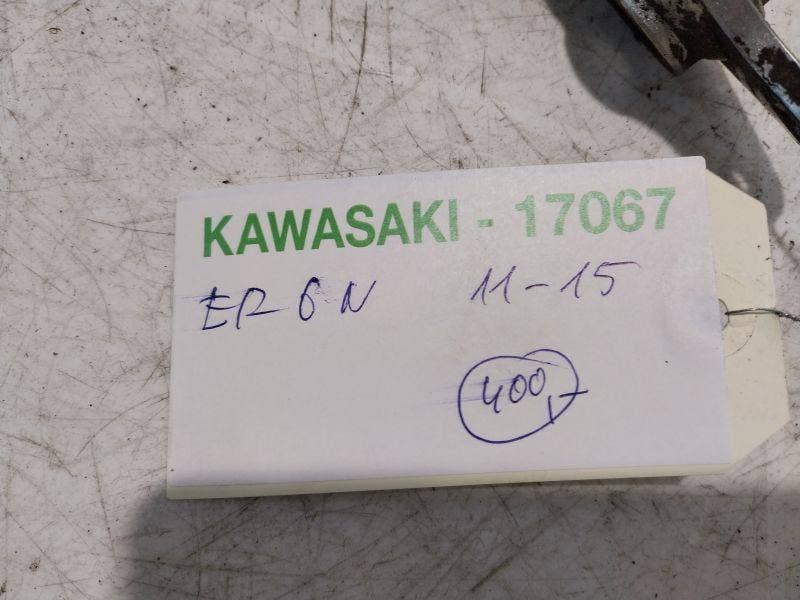 KAWASAKI - 17067
ER 6 N 11-15
400,-